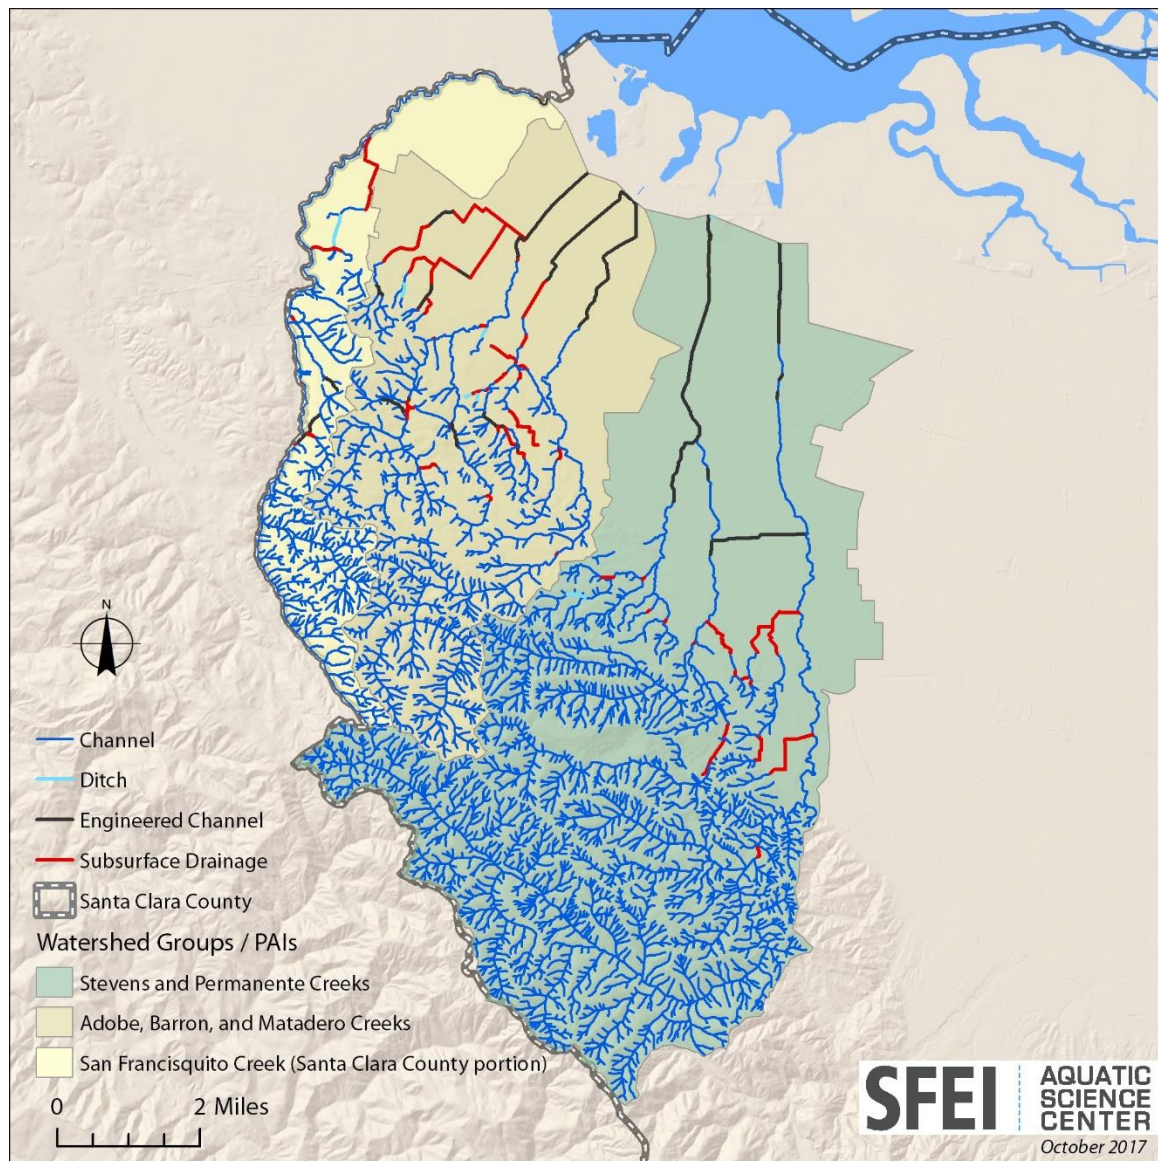 N
Channel
Ditch
Engineered Channel
Subsurface Drainage
Santa Clara County
Watershed Groups / PAIs
Stevens and Permanente Creeks
Adobe, Barron, and Matadero Creeks
San Francisquito Creek (Santa Clara County portion)
0 2 Miles
SFEI
AQUATIC
SCIENCE
CENTER
October 2017